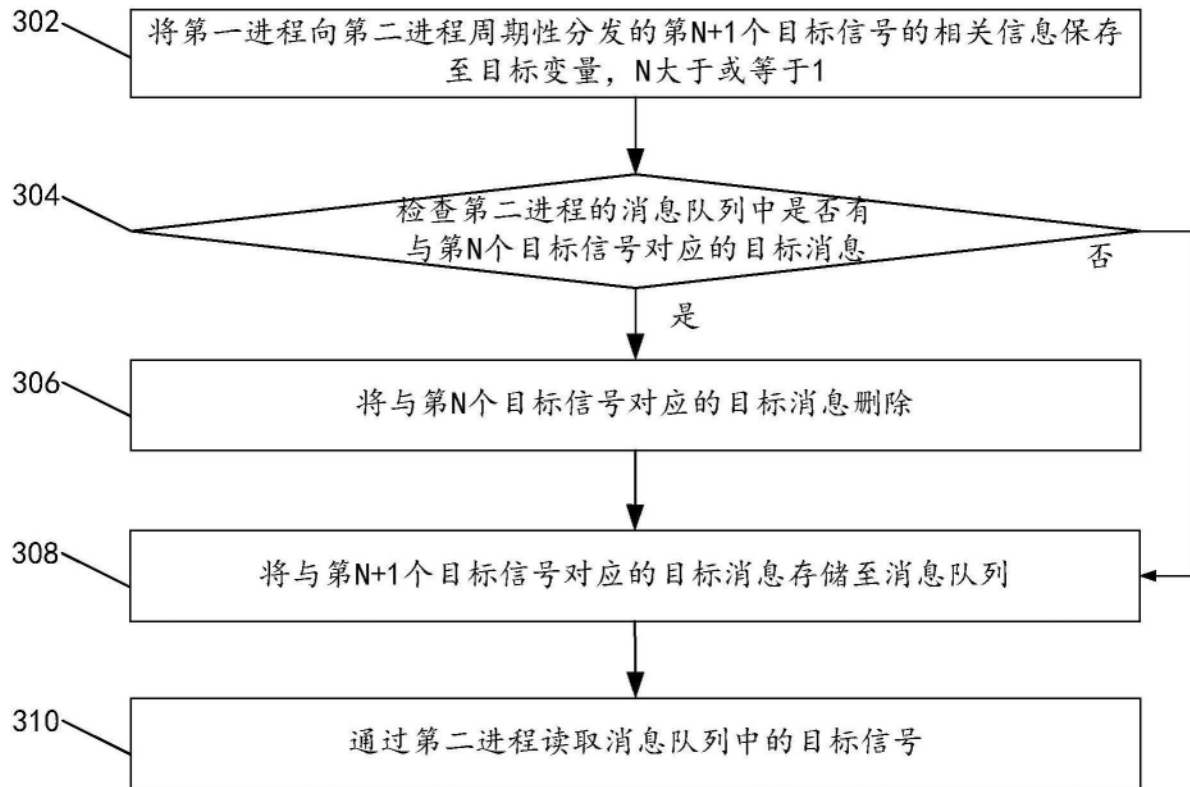 302
将第一进程向第二进程周期性分发的第N+1个目标信号的相关信息保存
至目标变量，N大于或等于1
304
检查第二进程的消息队列中是否有
与第N个目标信号对应的目标消息
否
是
306
将与第N个目标信号对应的目标消息删除
308
将与第N+1个目标信号对应的目标消息存储至消息队列
310
通过第二进程读取消息队列中的目标信号